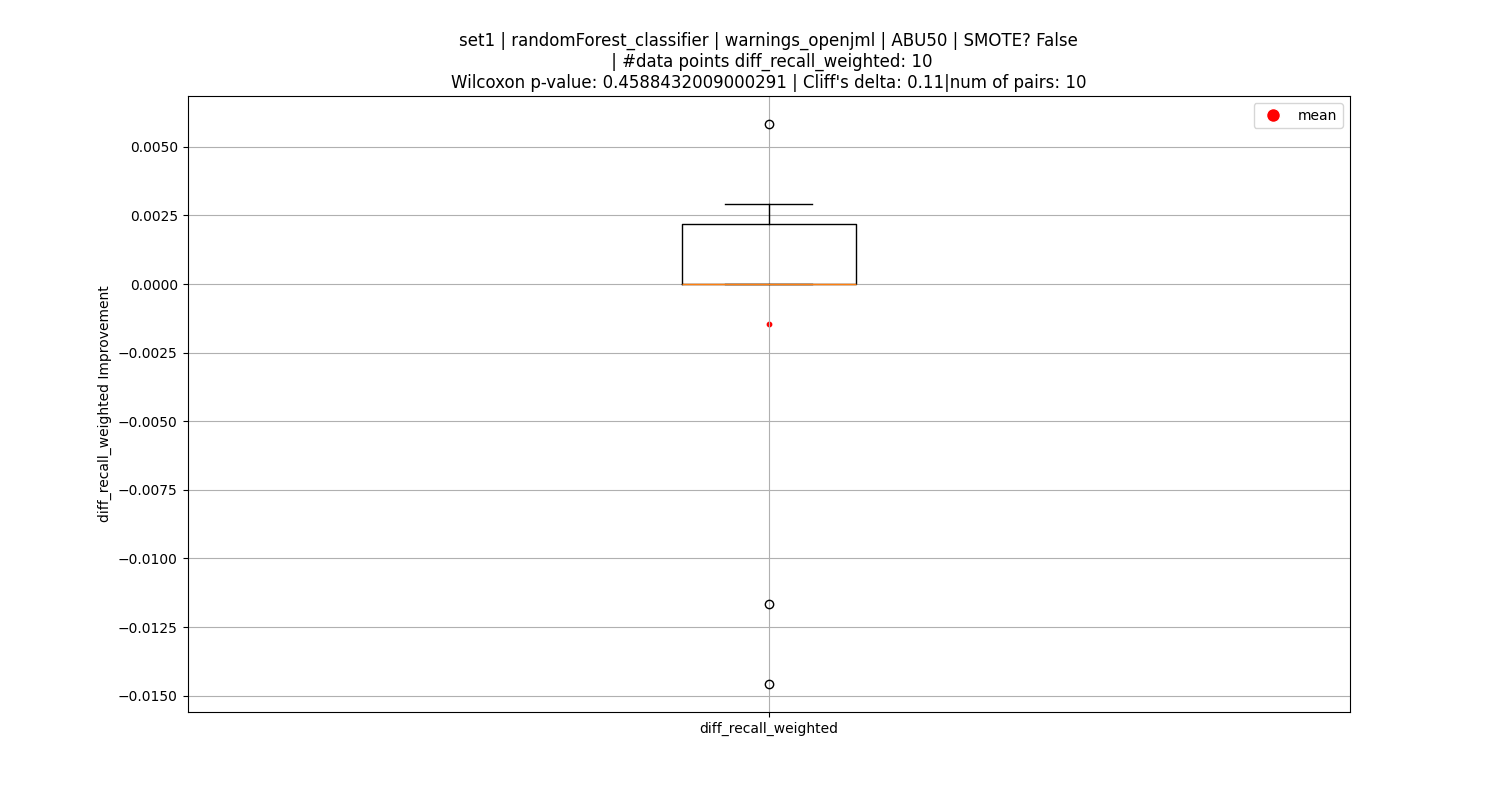 set1 | randomForest_classifier | warnings_openjml | ABU50 | SMOTE? False
| #data points diff_recall_weighted: 10
Wilcoxon p-value: 0.4588432009000291 | Cliff's delta: 0.11|num of pairs: 10
mean
0.0050
0.0025
0.0000
−0.0025
−0.0050
−0.0075
−0.0100
−0.0125
−0.0150
diff_recall_weighted Improvement
diff_recall_weighted